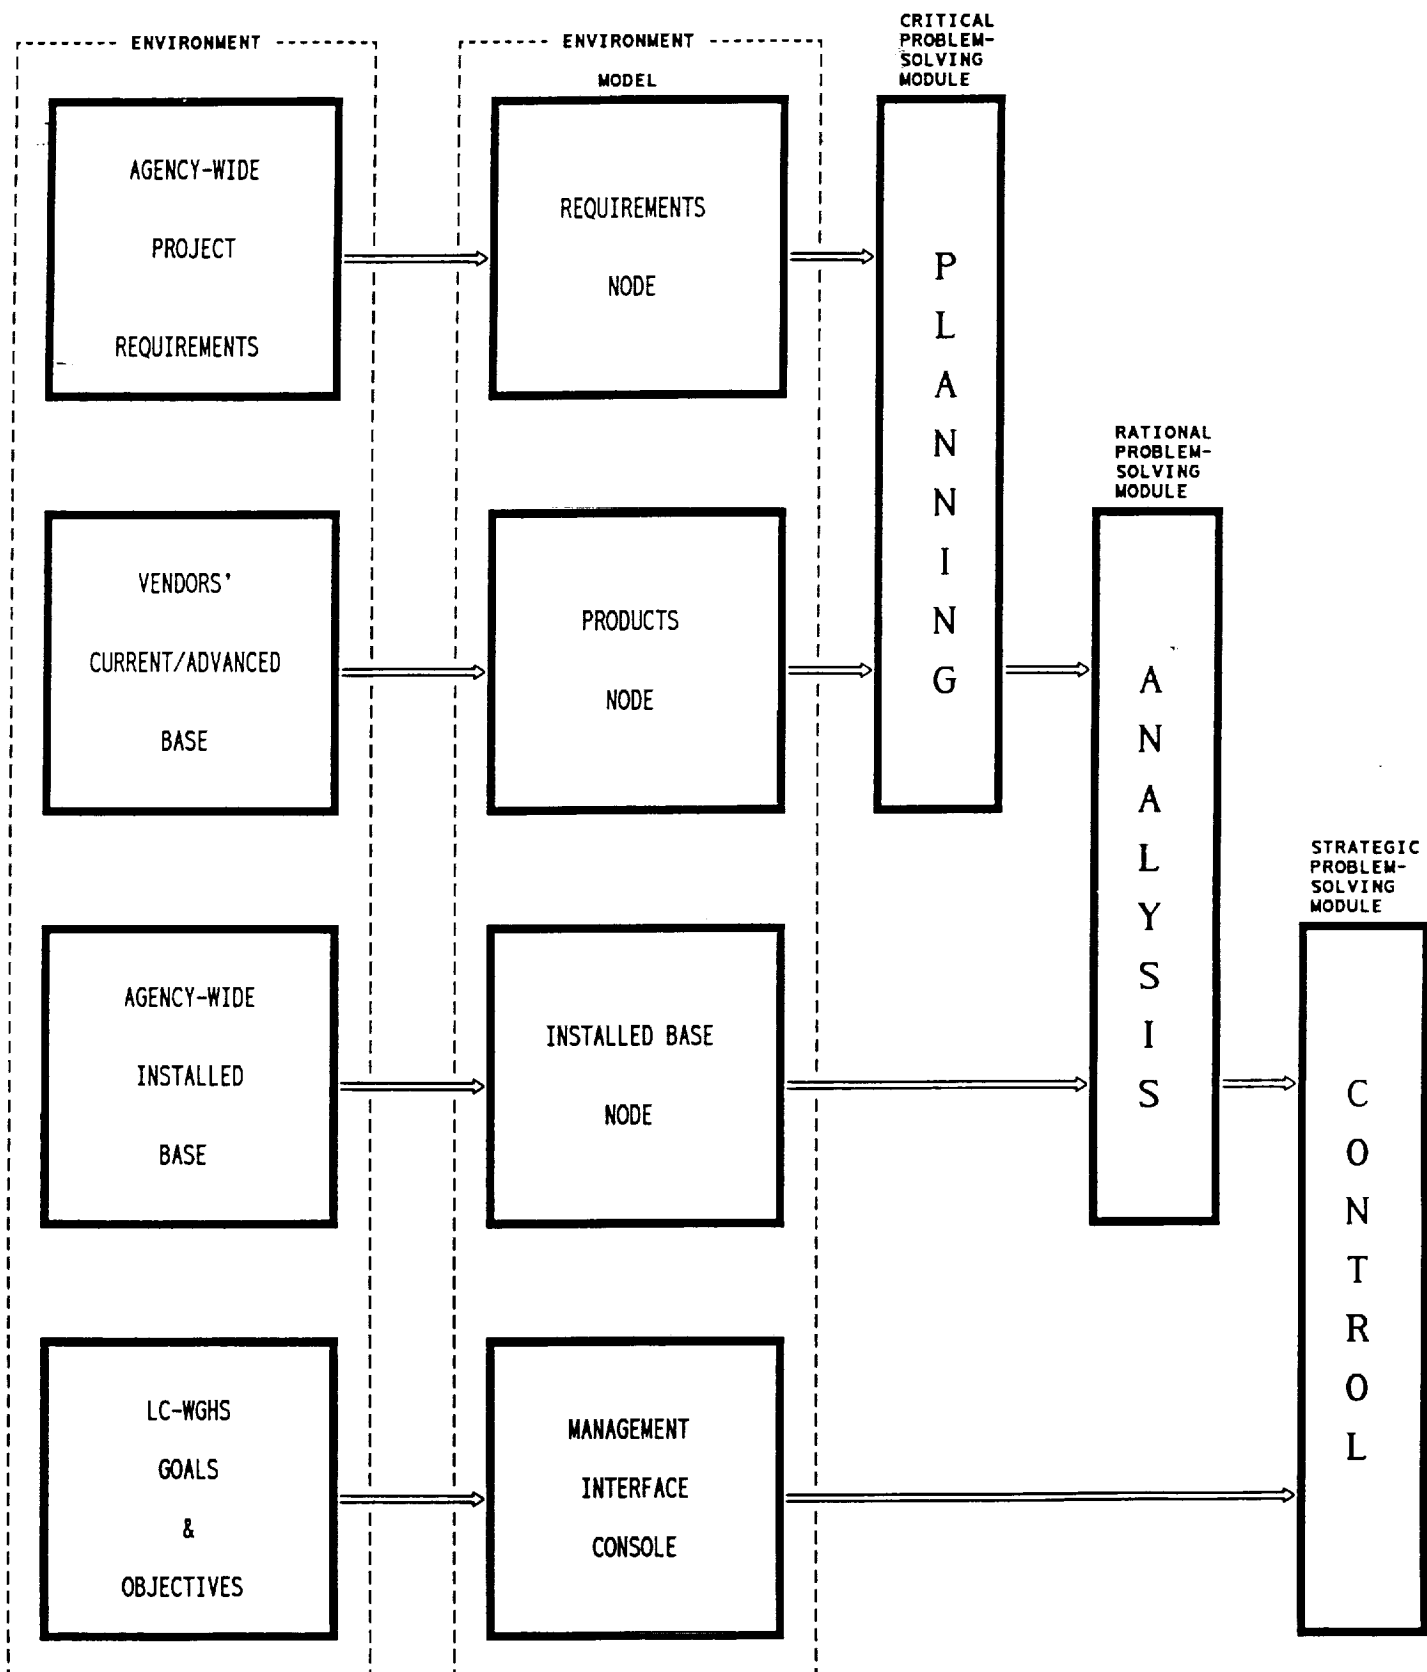 ENVIRONMENT
ENVIRONMENT
MODEL
CRITICAL
PROBLEM-
SOLVING
MODULE
AGENCY-WIDE
PROJECT
REQUIREMENTS
REQUIREMENTS
NODE
PLANNING
RATIONAL
PROBLEM-
SOLVING
MODULE
VENDORS'
CURRENT/ADVANCED
BASE
PRODUCTS
NODE
ANALYSIS
STRATEGIC
PROBLEM-
SOLVING
MODULE
AGENCY-WIDE
INSTALLED
BASE
INSTALLED BASE
NODE
CONTROL
LC-WGHS
GOALS
&
OBJECTIVES
MANAGEMENT
INTERFACE
CONSOLE